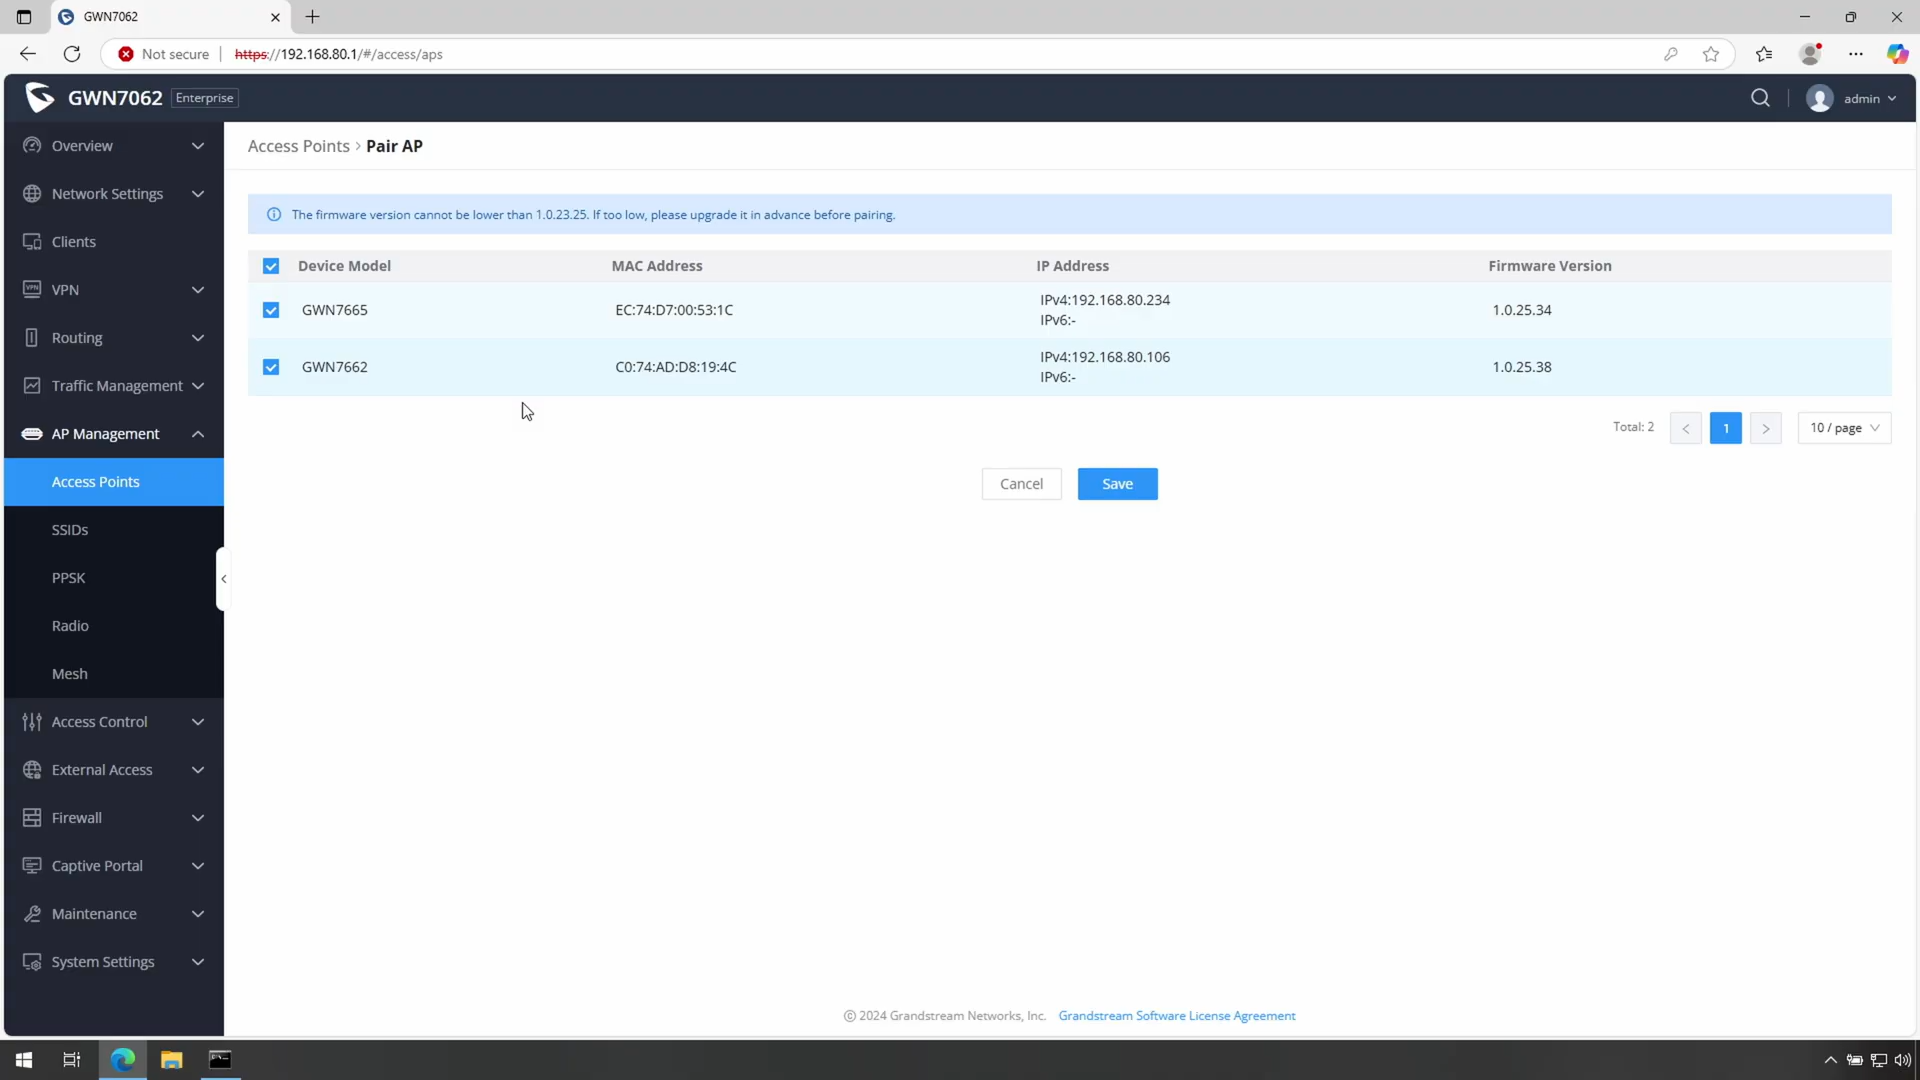 GWN7062
Not secure
https://192.168.80.1/#/access/aps
GWN7062
Enterprise
admin
Overview
Network Settings
Clients
VPN
VPN
Routing
Traffic Management
AP Management
Access Points
SSIDs
PPSK
Radio
Mesh
Access Control
External Access
Firewall
Captive Portal
Maintenance
System Settings
Access Points > Pair AP
The firmware version cannot be lower than 1.0.23.25. If too low, please upgrade it in advance before pairing.
Device Model MAC Address IP Address Firmware Version
GWN7665 EC:74:D7:00:53:1C IPv4:192.168.80.234 1.0.25.34
IPv6:-
GWN7662 C0:74:AD:D8:19:4C IPv4:192.168.80.106 1.0.25.38
IPv6:-
Total: 2 < 1 > 10 / page
Cancel Save
© 2024 Grandstream Networks, Inc. Grandstream Software License Agreement